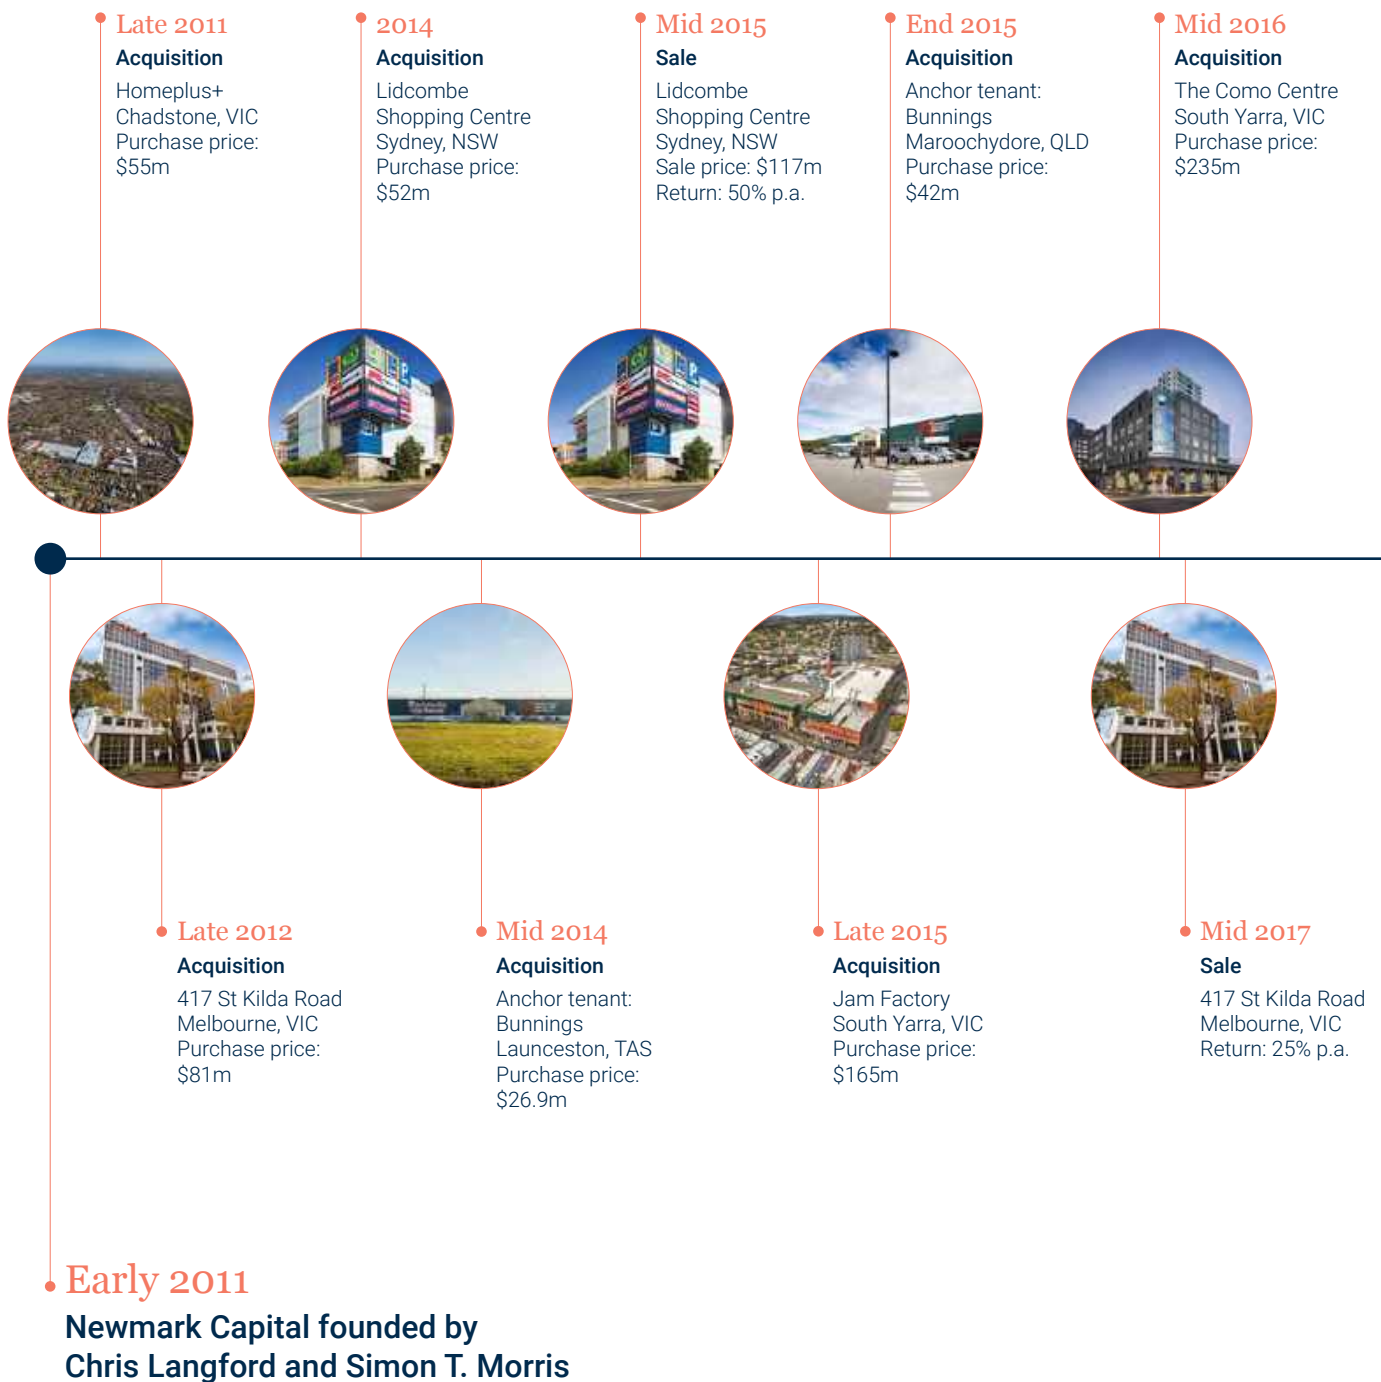 Late 2011
Acquisition
Homeplus+
Chadstone, VIC
Purchase price:
$55m
2014
Acquisition
Lidcombe
Shopping Centre
Sydney, NSW
Purchase price:
$52m
Mid 2015
Sale
Lidcombe
Shopping Centre
Sydney, NSW
Sale price: $117m
Return: 50% p.a.
End 2015
Acquisition
Anchor tenant:
Bunnings
Maroochydore, QLD
Purchase price:
$42m
Mid 2016
Acquisition
The Como Centre
South Yarra, VIC
Purchase price:
$235m
Late 2012
Acquisition
417 St Kilda Road
Melbourne, VIC
Purchase price:
$81m
Mid 2014
Acquisition
Anchor tenant:
Bunnings
Launceston, TAS
Purchase price:
$26.9m
Late 2015
Acquisition
Jam Factory
South Yarra, VIC
Purchase price:
$165m
Mid 2017
Sale
417 St Kilda Road
Melbourne, VIC
Return: 25% p.a.
Early 2011
Newmark Capital founded by
Chris Langford and Simon T. Morris